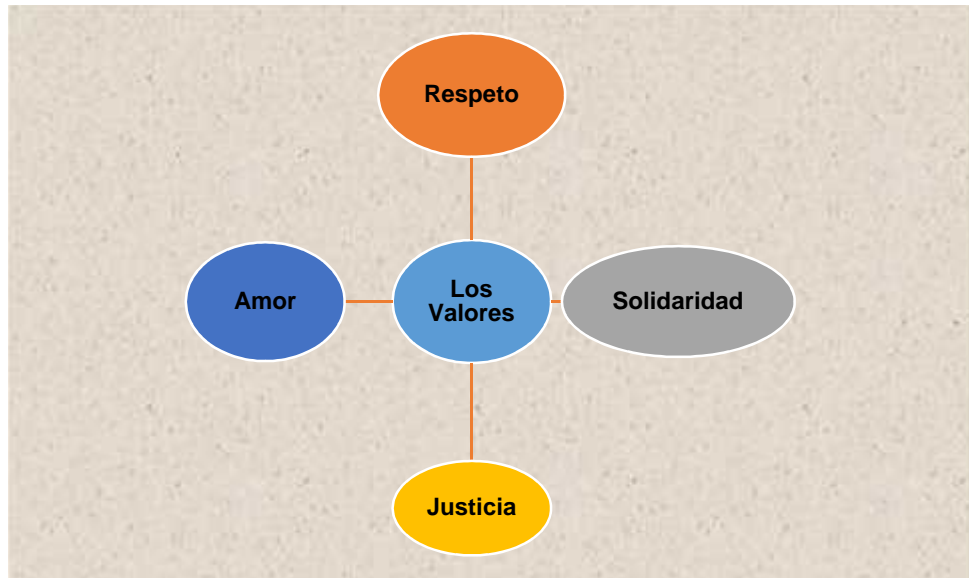 Respeto
Amor
Los
Valores
Solidaridad
Justicia